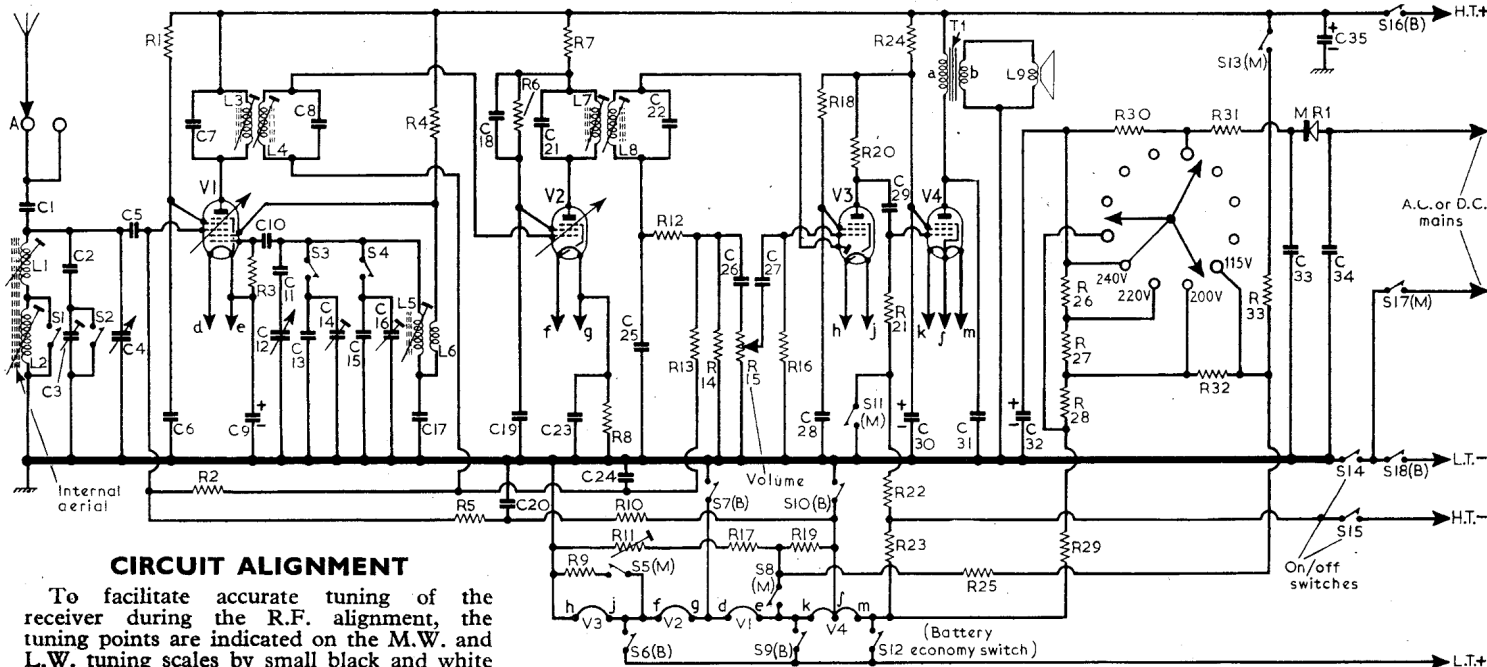 R1
R7
R24
T1
S16(B)
H.T.+
C35
S13(M)
a
b
L9
L3
C7
C8
L4
R4
R6
C18
C21
L7
C22
L8
R18
R20
A
C1
V1
V2
V3
V4
C29
R30
R31
MR1
A.C. or D.C.
mains
C5
C10
R12
C26
C27
L1
C2
S1
S2
L2
C3
C4
R3
d
e
C11
C12
S3
C13
C14
S4
C15
C16
L5
L6
f
g
h
j
R21
k
ʃ
m
240V
220V
200V
115V
R26
R27
R28
R32
R33
C33
C34
S17(M)
C6
C9
C17
C19
C23
R8
C25
R13
R14
R15
R16
C28
S11
(M)
C30
C31
C32
Internal
aerial
R2
C24
Volume
S14
S18(B)
L.T.-
R5
C20
R10
S7(B)
S10(B)
R22
H.T.-
S15
R11
R17
R19
R23
R29
On/off
switches
R9
S5(M)
S8
(M)
R25
h
j
V3
f
V2
g
d
V1
e
k
V4
ʃ
m
S6(B)
S9(B)
(Battery
S12 economy switch)
L.T.+
CIRCUIT ALIGNMENT
To facilitate accurate tuning of the
receiver during the R.F. alignment, the
tuning points are indicated on the M.W. and
L.W. tuning scales by small black and white